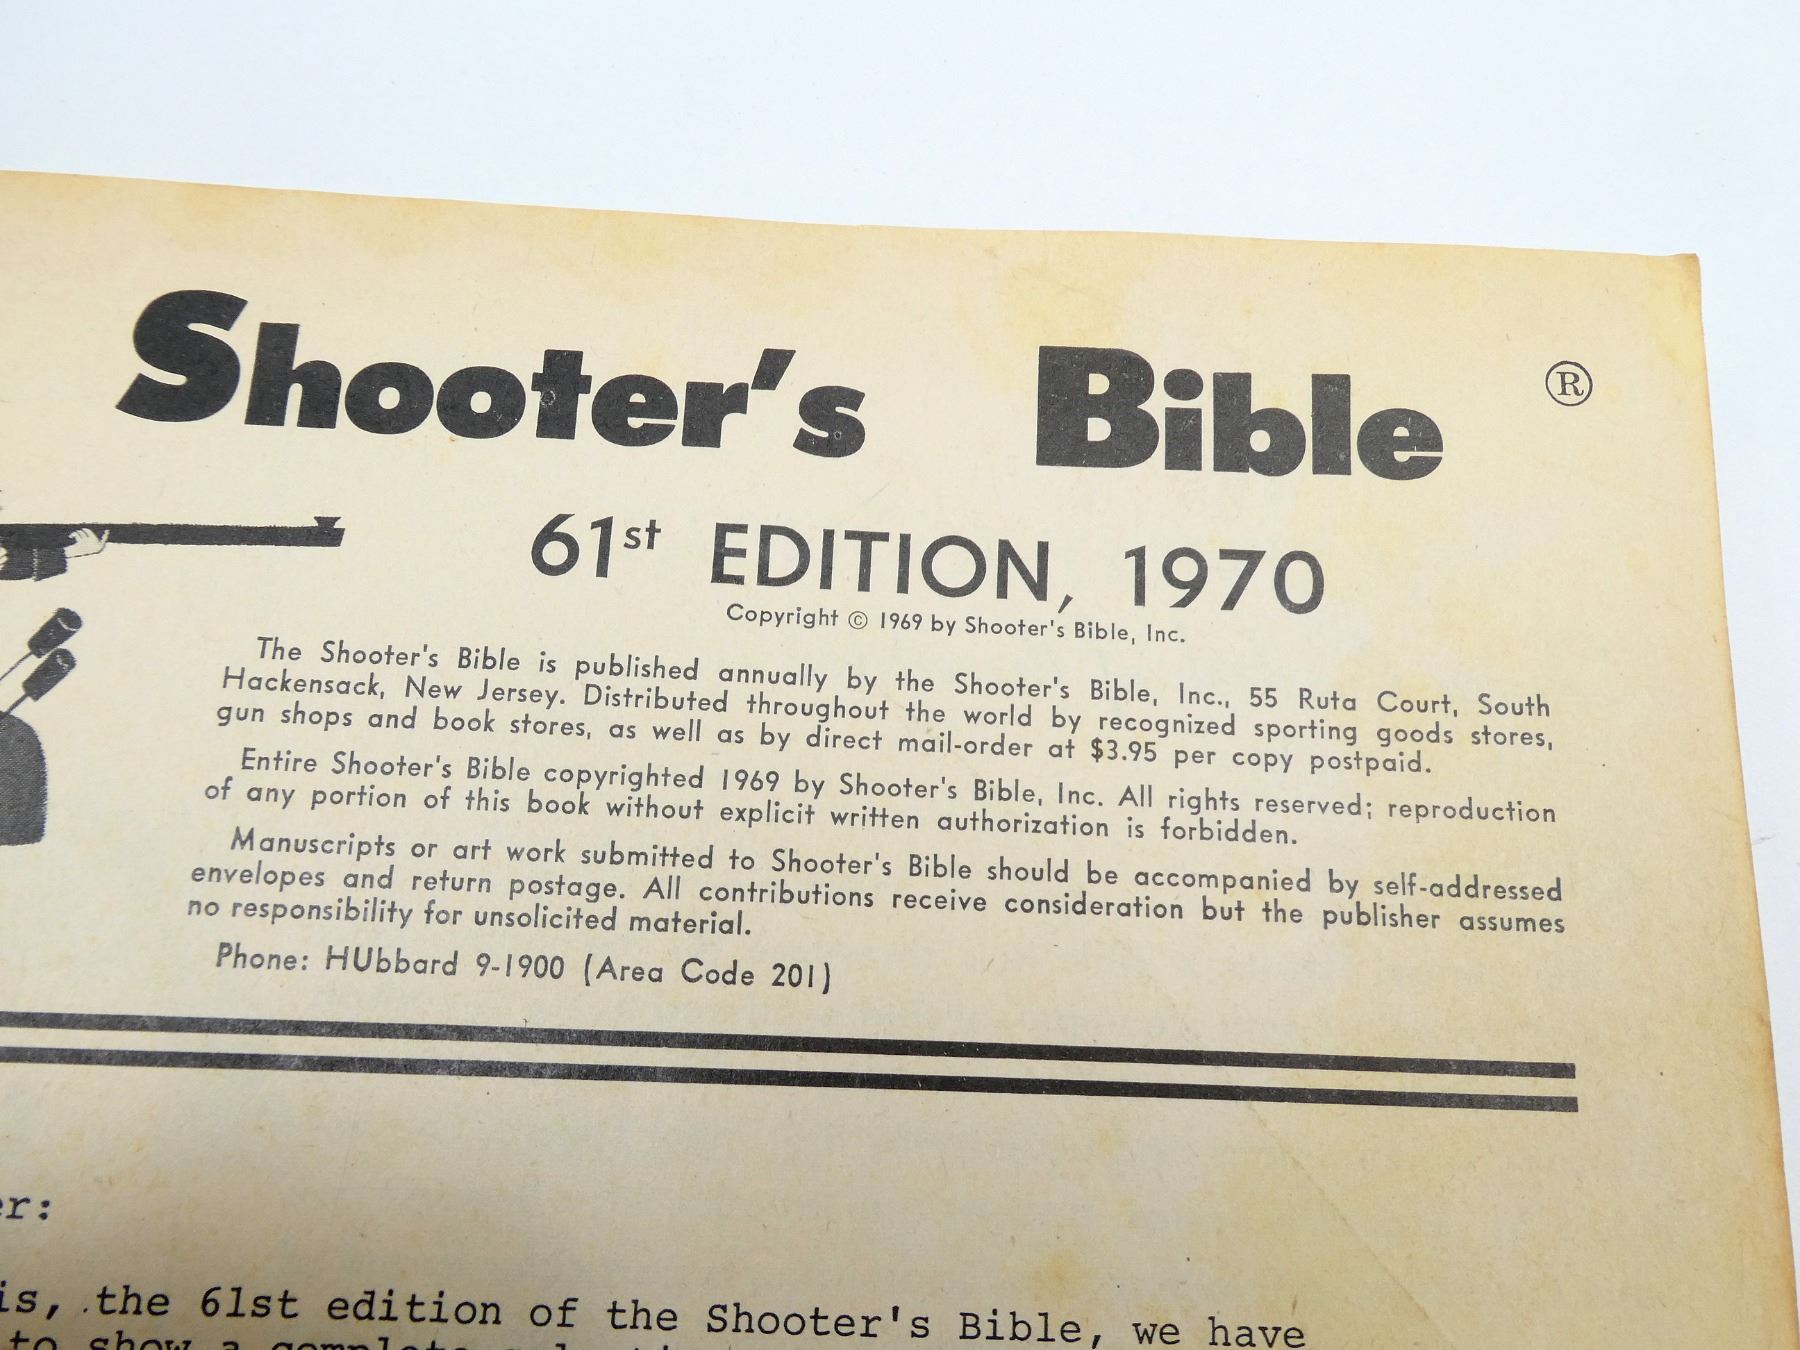 Shooter's Bible ®
61st EDITION, 1970
Copyright © 1969 by Shooter's Bible, Inc.
The Shooter's Bible is published annually by the Shooter's Bible, Inc., 55 Ruta Court, South
Hackensack, New Jersey. Distributed throughout the world by recognized sporting goods stores,
gun shops and book stores, as well as by direct mail-order at $3.95 per copy postpaid.
Entire Shooter's Bible copyrighted 1969 by Shooter's Bible, Inc. All rights reserved; reproduction
of any portion of this book without explicit written authorization is forbidden.
Manuscripts or art work submitted to Shooter's Bible should be accompanied by self-addressed
envelopes and return postage. All contributions receive consideration but the publisher assumes
no responsibility for unsolicited material.
Phone: HUbbard 9-1900 (Area Code 201)
er:
is, the 61st edition of the Shooter's Bible, we have
to show a complete